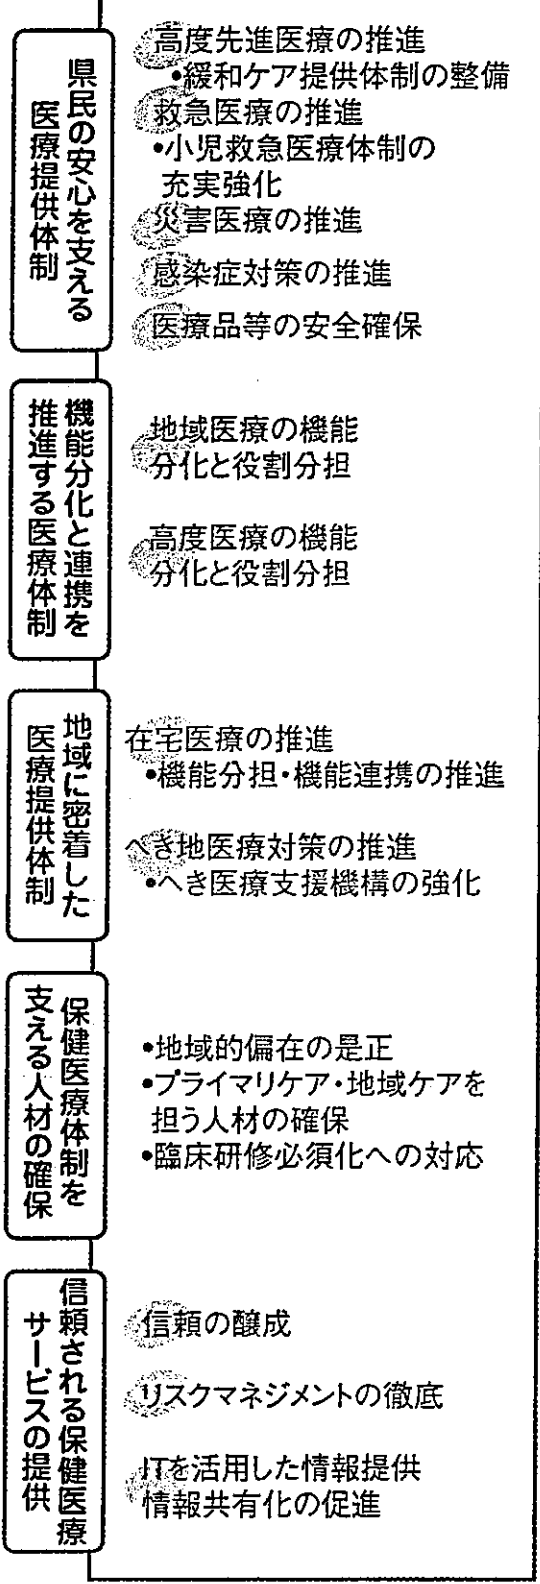 県民の安心を支える
医療提供体制
高度先進医療の推進
•緩和ケア提供体制の整備
救急医療の推進
•小児救急医療体制の
充実強化
災害医療の推進
感染症対策の推進
医療品等の安全確保
機能分化と連携を
推進する医療体制
地域医療の機能
分化と役割分担
高度医療の機能
分化と役割分担
地域に密着した
医療提供体制
在宅医療の推進
•機能分担・機能連携の推進
へき地医療対策の推進
•へき医療支援機構の強化
保健医療体制を
支える人材の確保
•地域的偏在の是正
•プライマリケア・地域ケアを
担う人材の確保
•臨床研修必須化への対応
信頼される保健医療
サービスの提供
信頼の醸成
リスクマネジメントの徹底
ITを活用した情報提供
情報共有化の促進